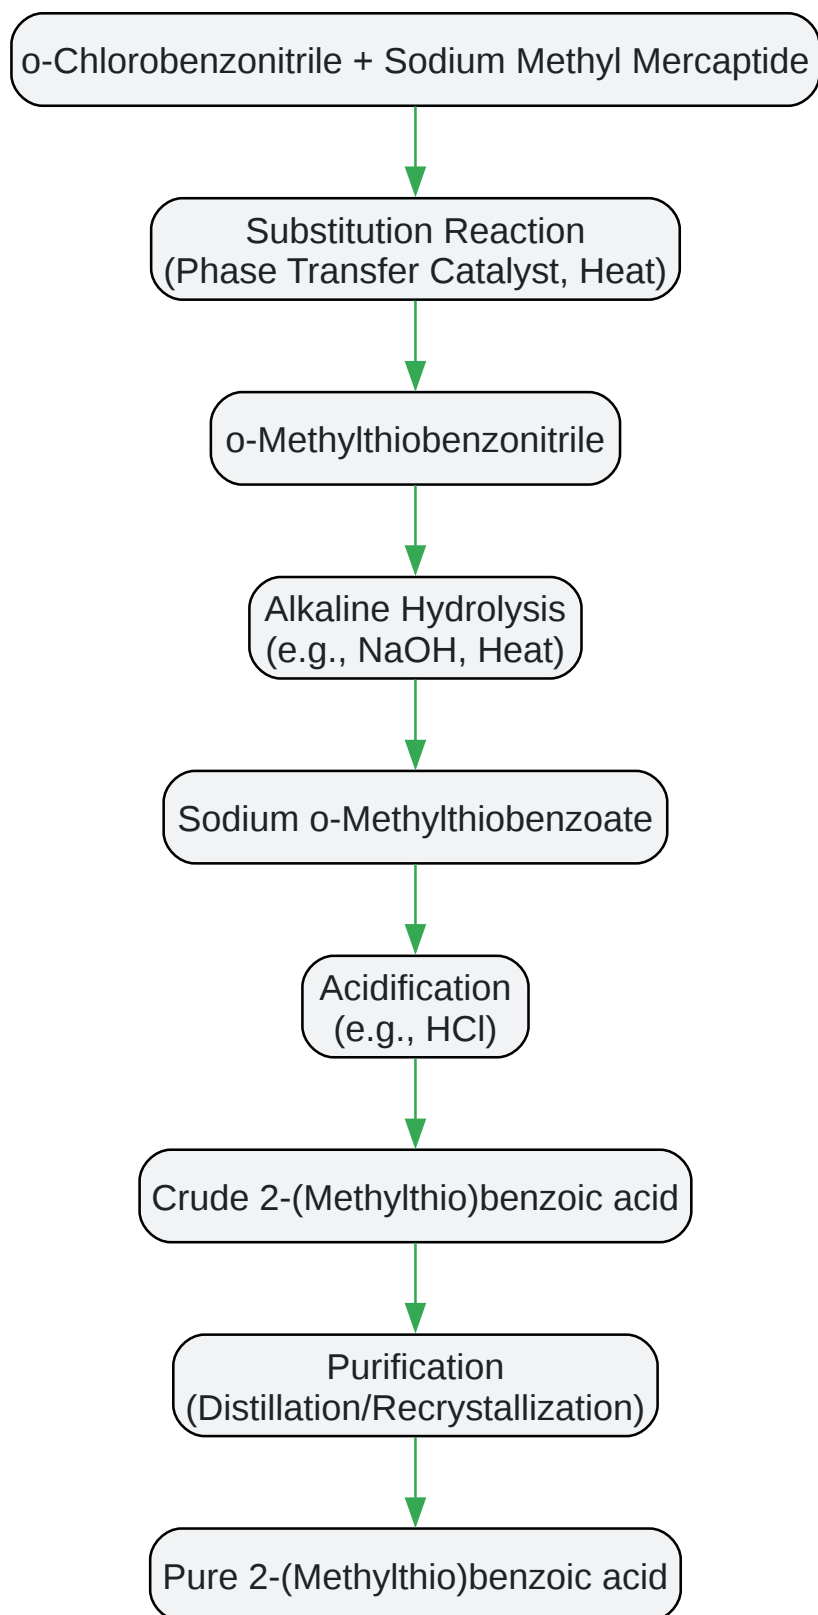 o-Chlorobenzonitrile + Sodium Methyl Mercaptide
Substitution Reaction
(Phase Transfer Catalyst, Heat)
o-Methylthiobenzonitrile
Alkaline Hydrolysis
(e.g., NaOH, Heat)
Sodium o-Methylthiobenzoate
Acidification
(e.g., HCl)
Crude 2-(Methylthio)benzoic acid
Purification
(Distillation/Recrystallization)
Pure 2-(Methylthio)benzoic acid